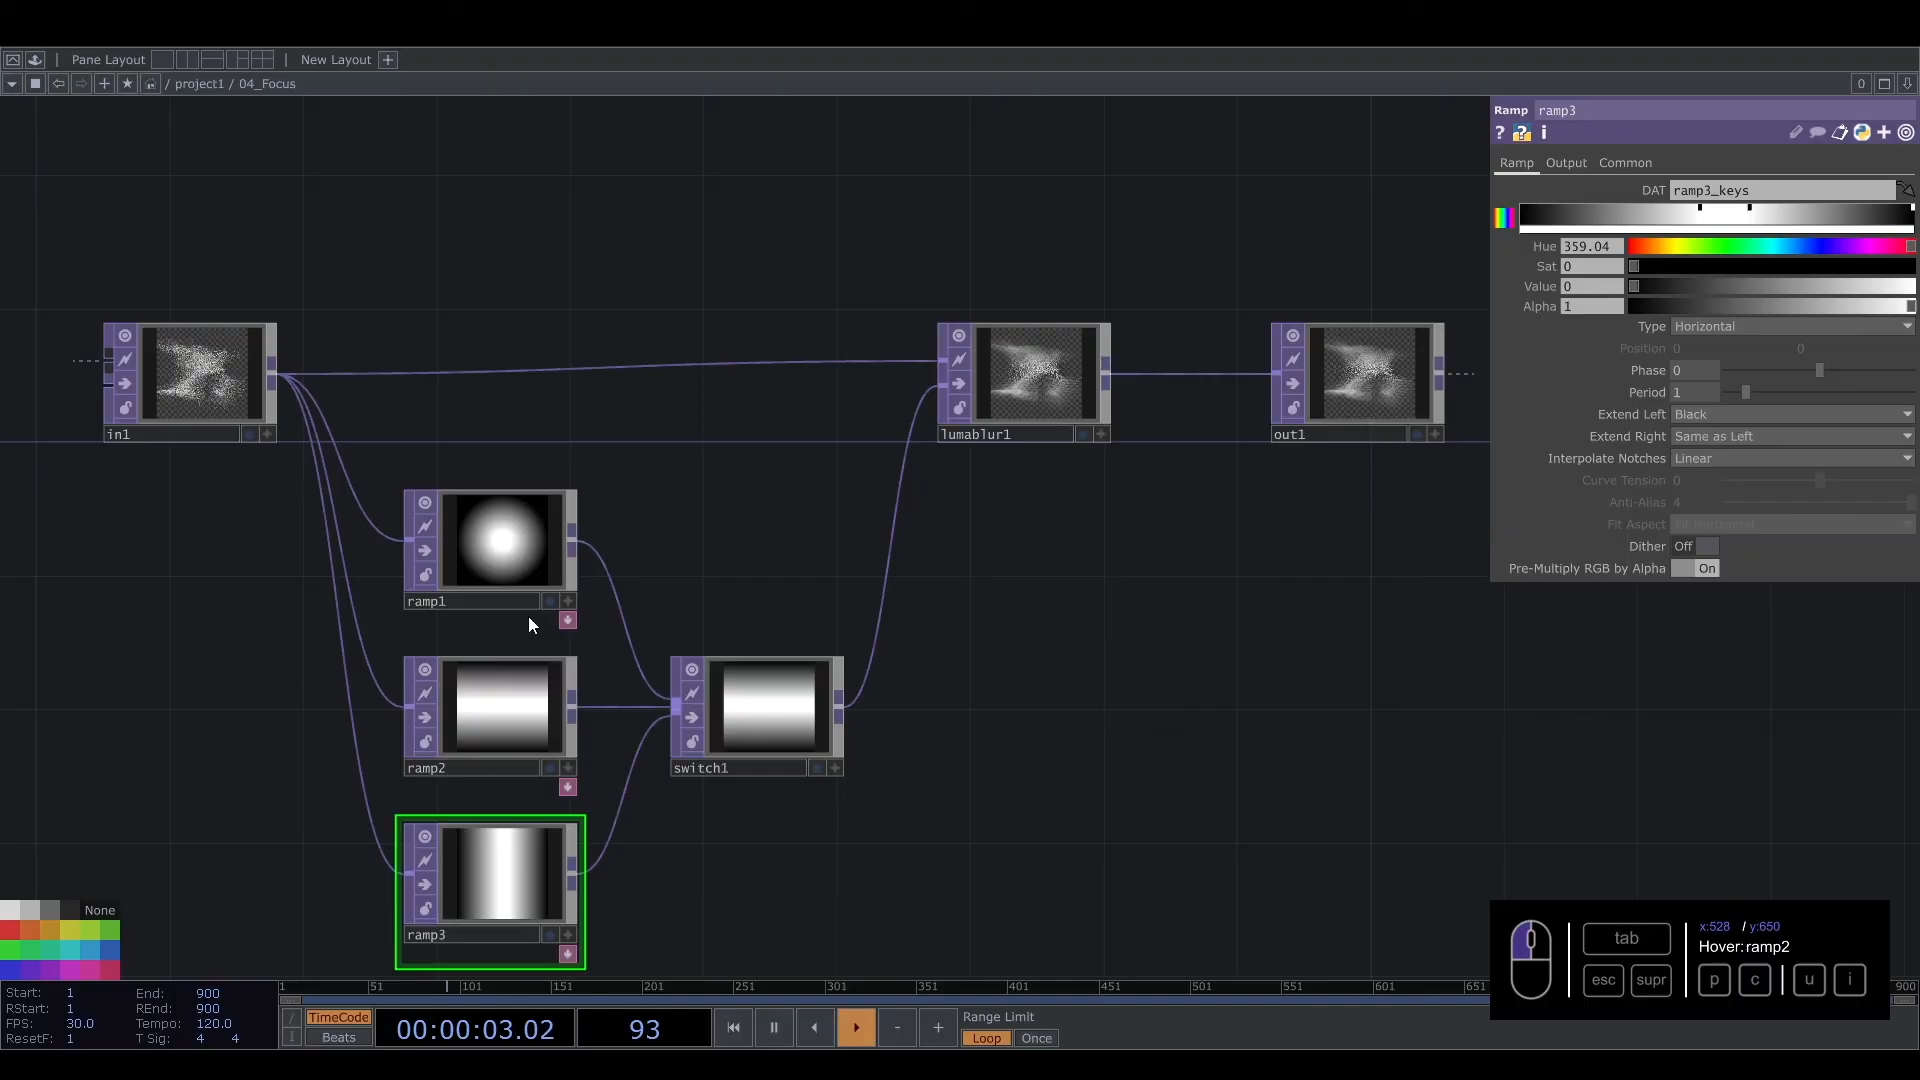 Pane Layout
New Layout
/ project1 / 04_Focus
0
Ramp ramp3
? ? i
Ramp Output Common
DAT ramp3_keys
Hue 359.04
Sat 0
Value 0
Alpha 1
Type Horizontal
Position 0 0
Phase 0
Period 1
Extend Left Black
Extend Right Same as Left
Interpolate Notches Linear
Curve Tension 0
Anti-Alias 4
Fit Aspect Fit Horizontal
Dither Off
Pre-Multiply RGB by Alpha On
in1
lumablur1
out1
ramp1
ramp2
switch1
ramp3
None
tab
esc
supr
x:528 / y:650
Hover: ramp2
p c u i
Start: 1
RStart: 1
FPS: 30.0
ResetF: 1
End: 900
REnd: 900
Tempo: 120.0
T Sig: 4 4
1 51 101 151 201 251 301 351 401 451 501 551 601 651 900
TimeCode
Beats
00:00:03.02
93
Range Limit
Loop
Once